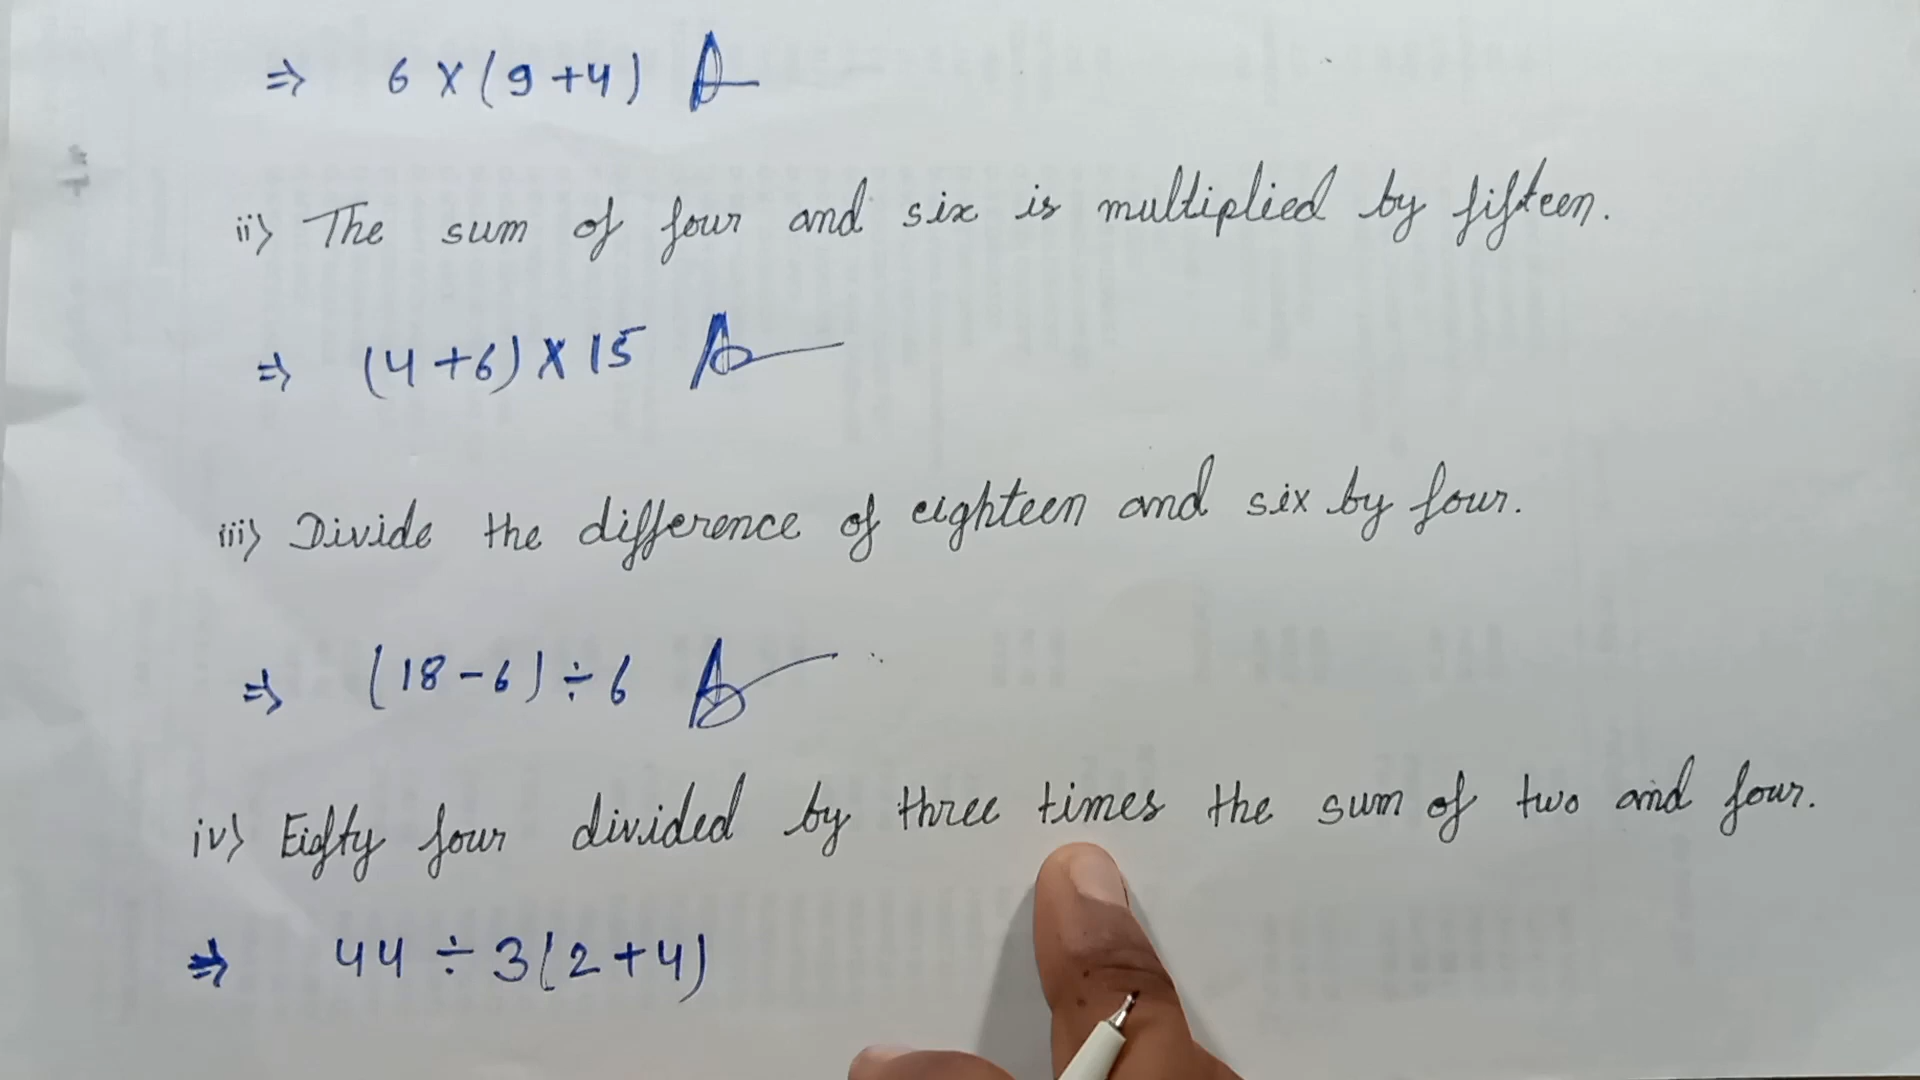 ⇒ 6 × (9+4) A
ii) The sum of four and six is multiplied by fifteen.
⇒ (4+6) × 15 A
iii) Divide the difference of eighteen and six by four.
⇒ (18-6) ÷ 6 A
iv) Eighty four divided by three times the sum of two and four.
⇒ 44 ÷ 3(2+4)